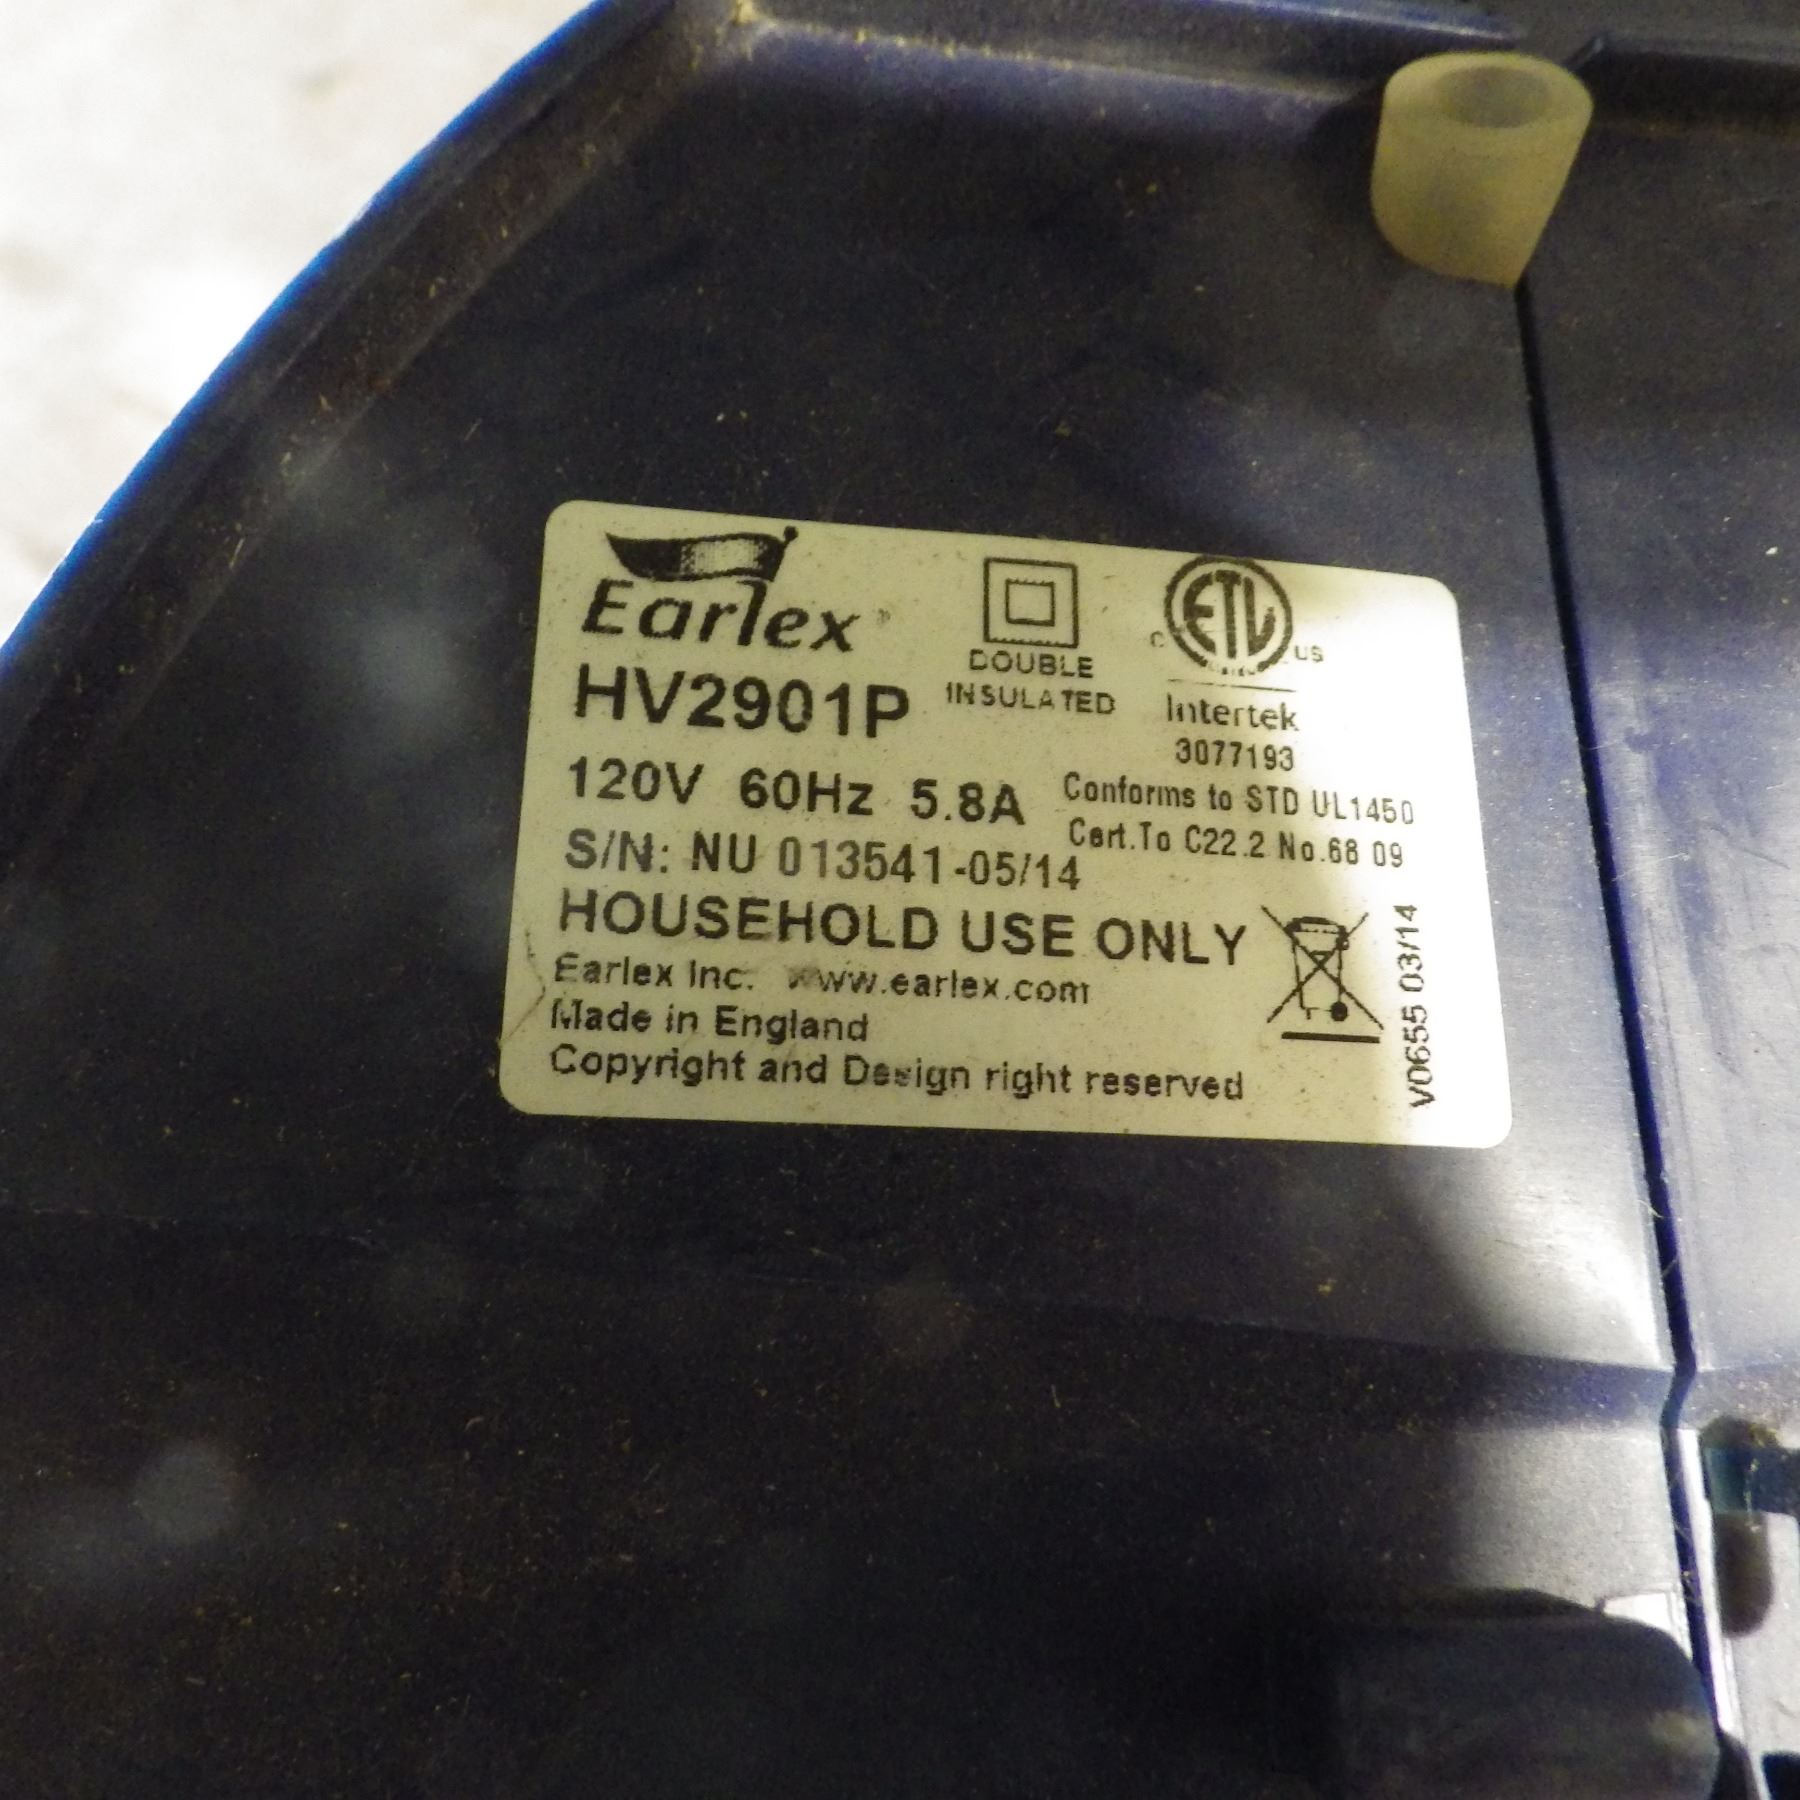 Earlex
DOUBLE
INSULATED
C ETL US
Intertek
3077193
HV2901P
120V 60Hz 5.8A
Conforms to STD UL1450
Cert.To C22.2 No.68 09
S/N: NU 013541-05/14
HOUSEHOLD USE ONLY
Earlex Inc. www.earlex.com
Made in England
Copyright and Design right reserved
V0655 03/14